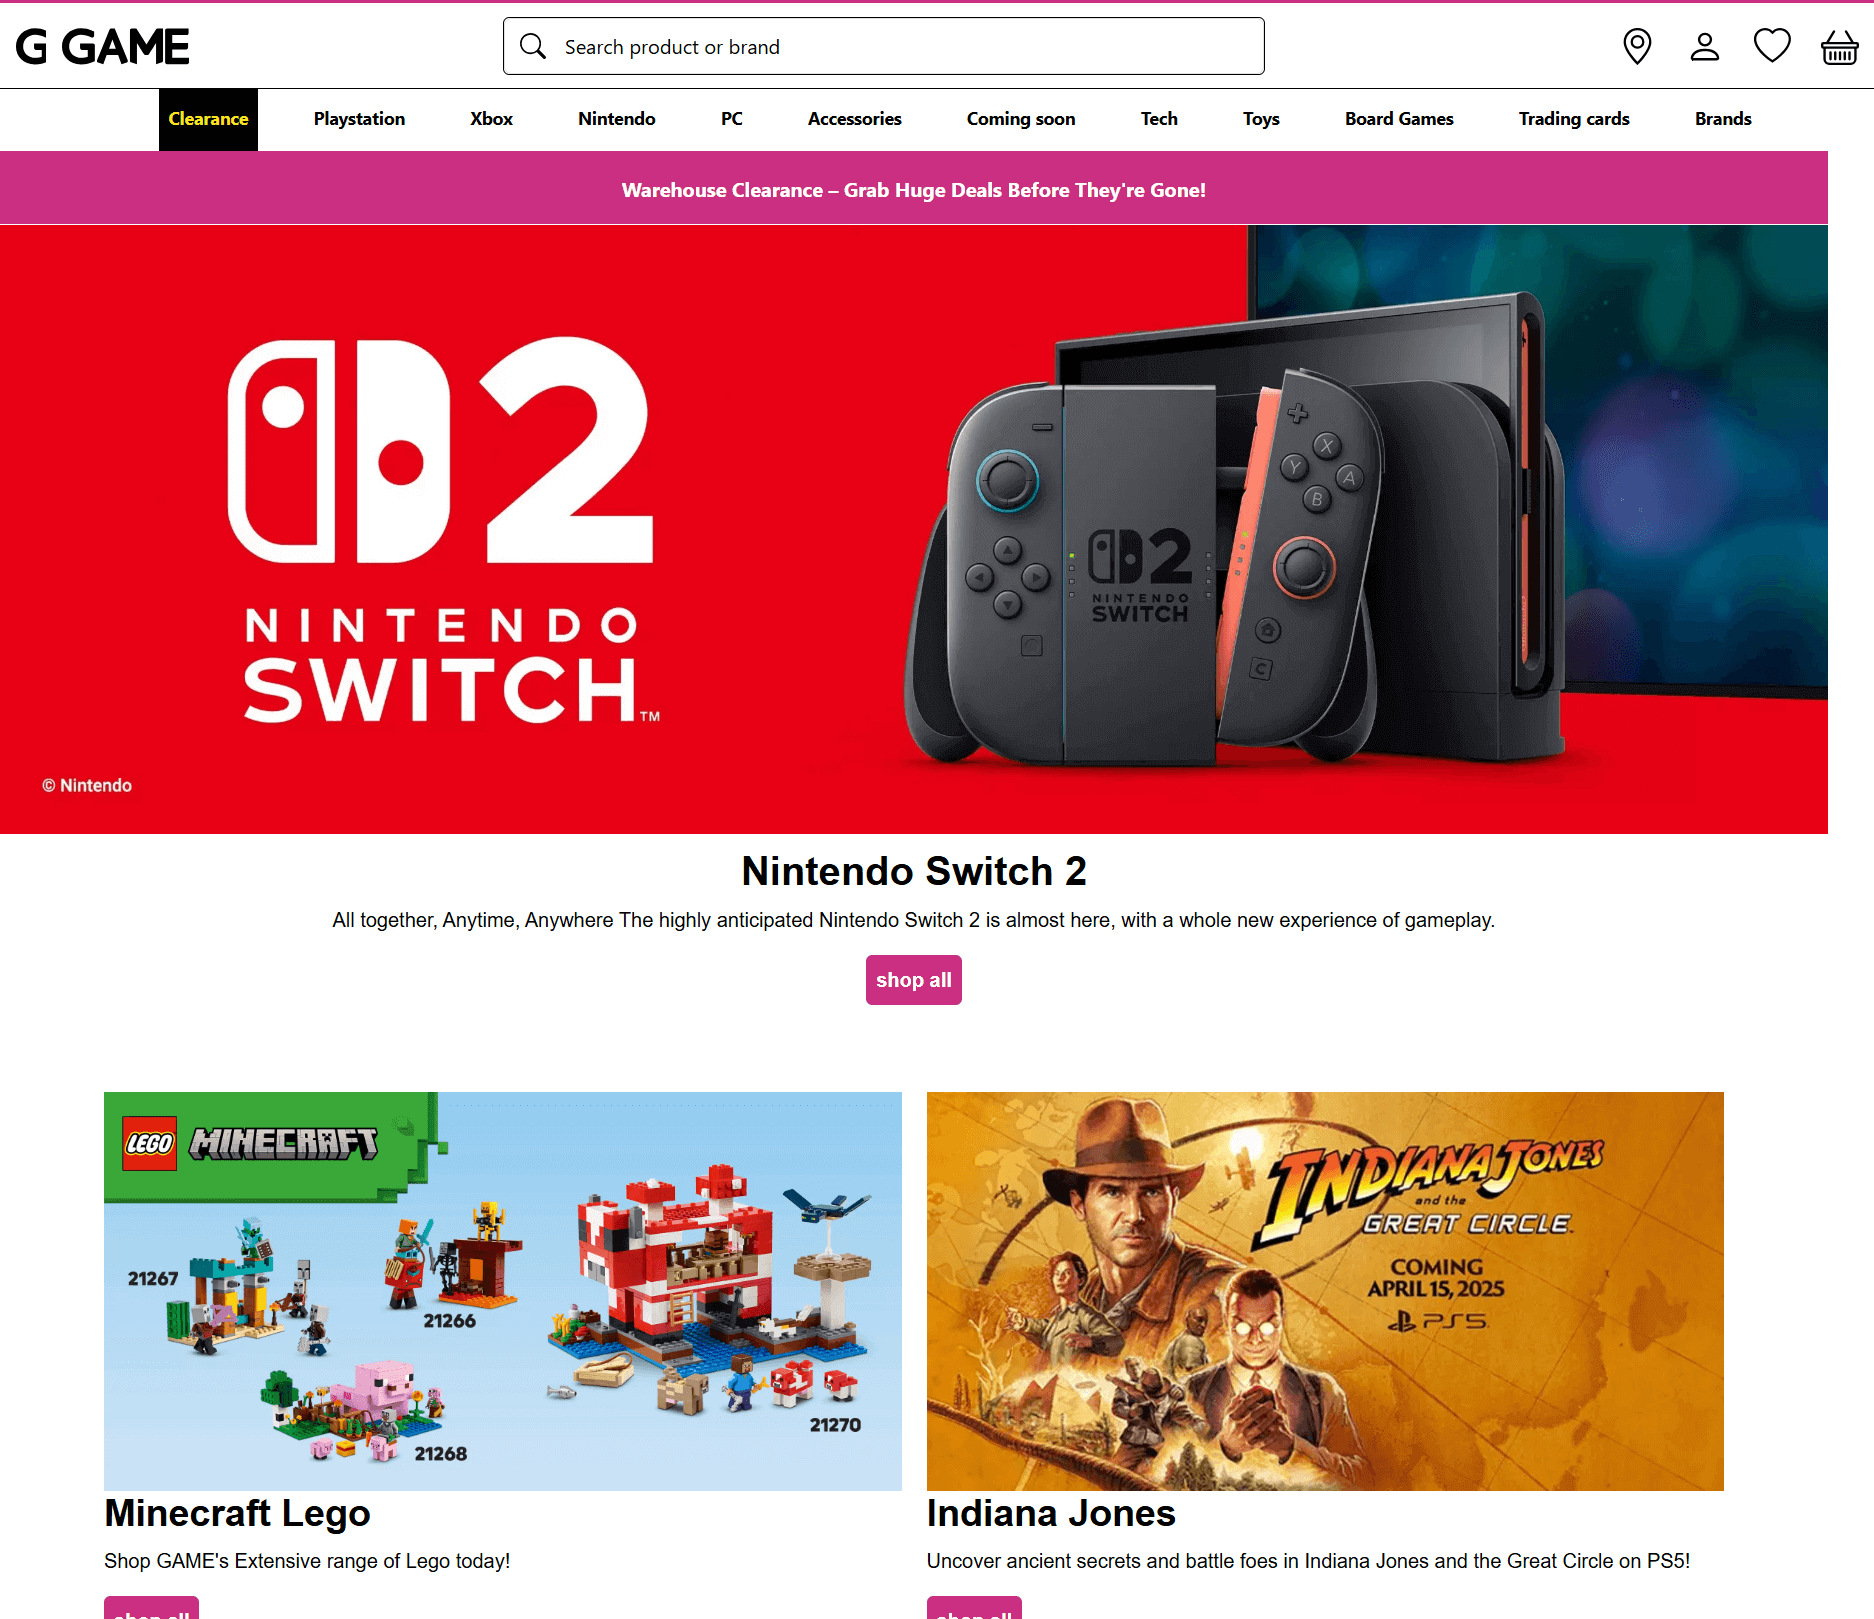 G GAME
Search product or brand
Clearance Playstation Xbox Nintendo PC Accessories Coming soon Tech Toys Board Games Trading cards Brands
Warehouse Clearance – Grab Huge Deals Before They're Gone!
2
NINTENDO
SWITCH™
© Nintendo
X
Y A
B
2
NINTENDO
SWITCH
C
Nintendo Switch 2
All together, Anytime, Anywhere The highly anticipated Nintendo Switch 2 is almost here, with a whole new experience of gameplay.
shop all
LEGO MINECRAFT
21267
21266
21270
21268
Minecraft Lego
Shop GAME's Extensive range of Lego today!
shop all
INDIANA JONES
and the
GREAT CIRCLE™
COMING
APRIL 15, 2025
PS5
Indiana Jones
Uncover ancient secrets and battle foes in Indiana Jones and the Great Circle on PS5!
shop all